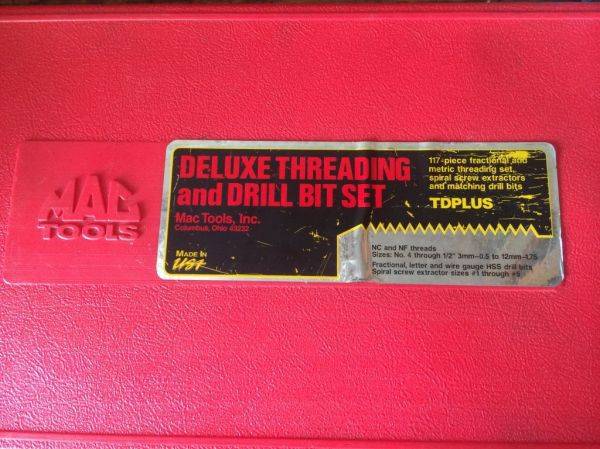 MAC
TOOLS
DELUXE THREADING
and DRILL BIT SET
Mac Tools, Inc.
Columbus, Ohio 43232
MADE IN
USA
117-piece fractional and
metric threading set,
spiral screw extractors
and matching drill bits
TDPLUS
NC and NF threads
Sizes: No. 4 through 1/2" 3mm-0.5 to 12mm-1.75
Fractional, letter and wire gauge HSS drill bits
Spiral screw extractor sizes #1 through #5